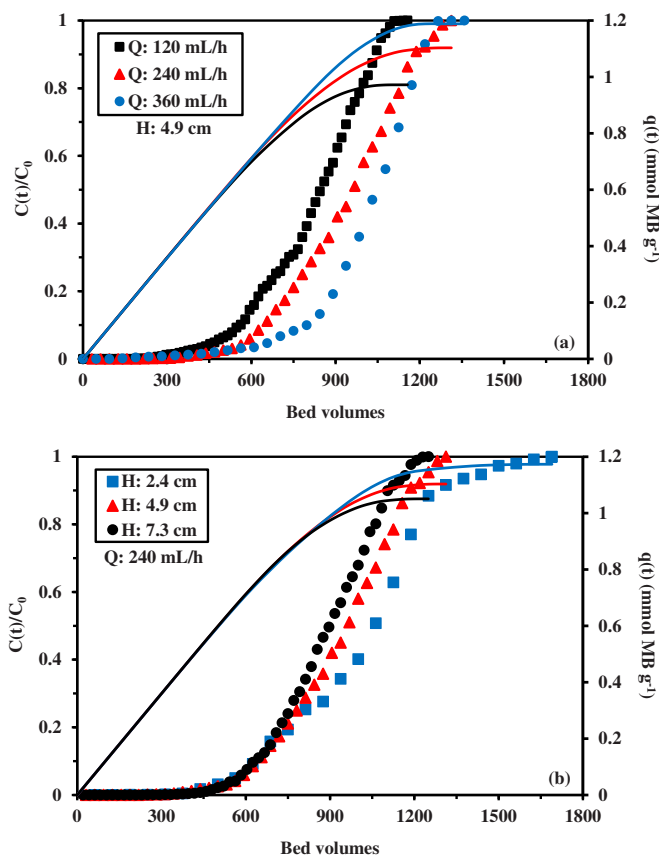 1
0.8
0.6
0.4
0.2
0
C(t)/C0
1.2
1
0.8
0.6
0.4
0.2
0
q(t) (mmol MB g-1)
Q: 120 mL/h
Q: 240 mL/h
Q: 360 mL/h
H: 4.9 cm
(a)
0 300 600 900 1200 1500 1800
Bed volumes
1
0.8
0.6
0.4
0.2
0
C(t)/C0
1.2
1
0.8
0.6
0.4
0.2
0
q(t) (mmol MB g-1)
H: 2.4 cm
H: 4.9 cm
H: 7.3 cm
Q: 240 mL/h
(b)
0 300 600 900 1200 1500 1800
Bed volumes